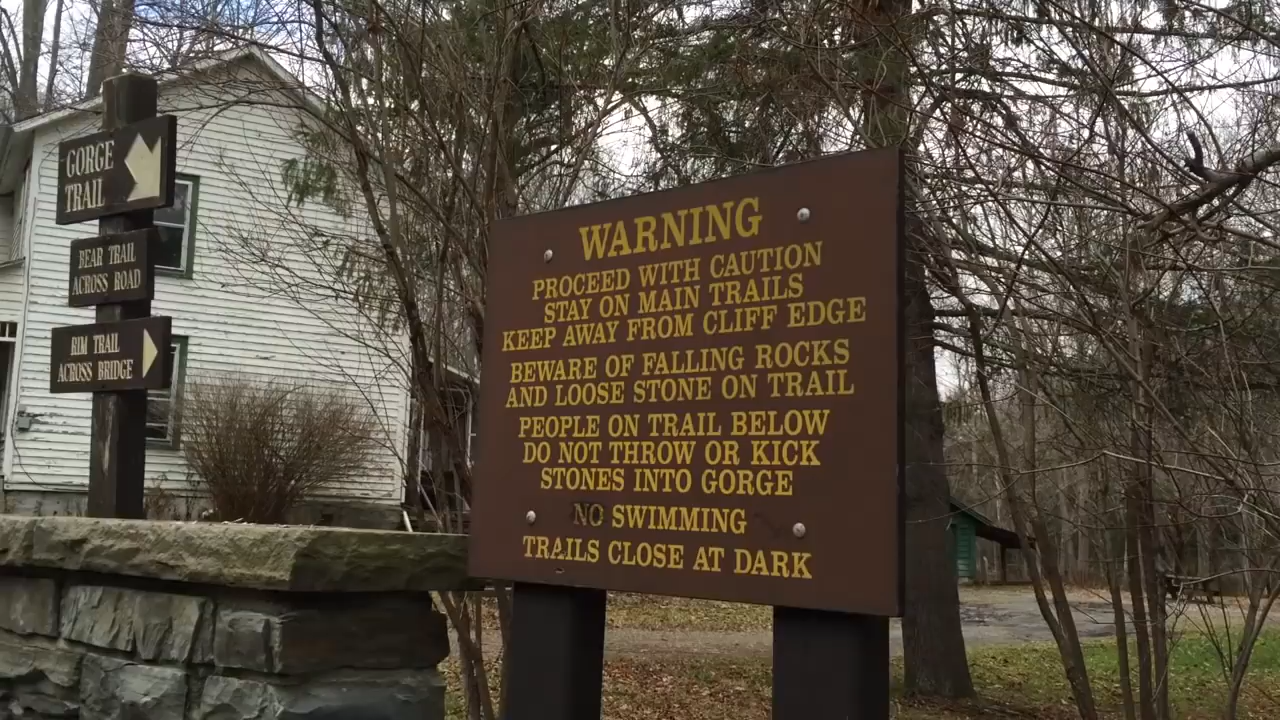 GORGE
TRAIL
BEAR TRAIL
ACROSS ROAD
RIM TRAIL
ACROSS BRIDGE
WARNING
PROCEED WITH CAUTION
STAY ON MAIN TRAILS
KEEP AWAY FROM CLIFF EDGE
BEWARE OF FALLING ROCKS
AND LOOSE STONE ON TRAIL
PEOPLE ON TRAIL BELOW
DO NOT THROW OR KICK
STONES INTO GORGE
NO SWIMMING
TRAILS CLOSE AT DARK